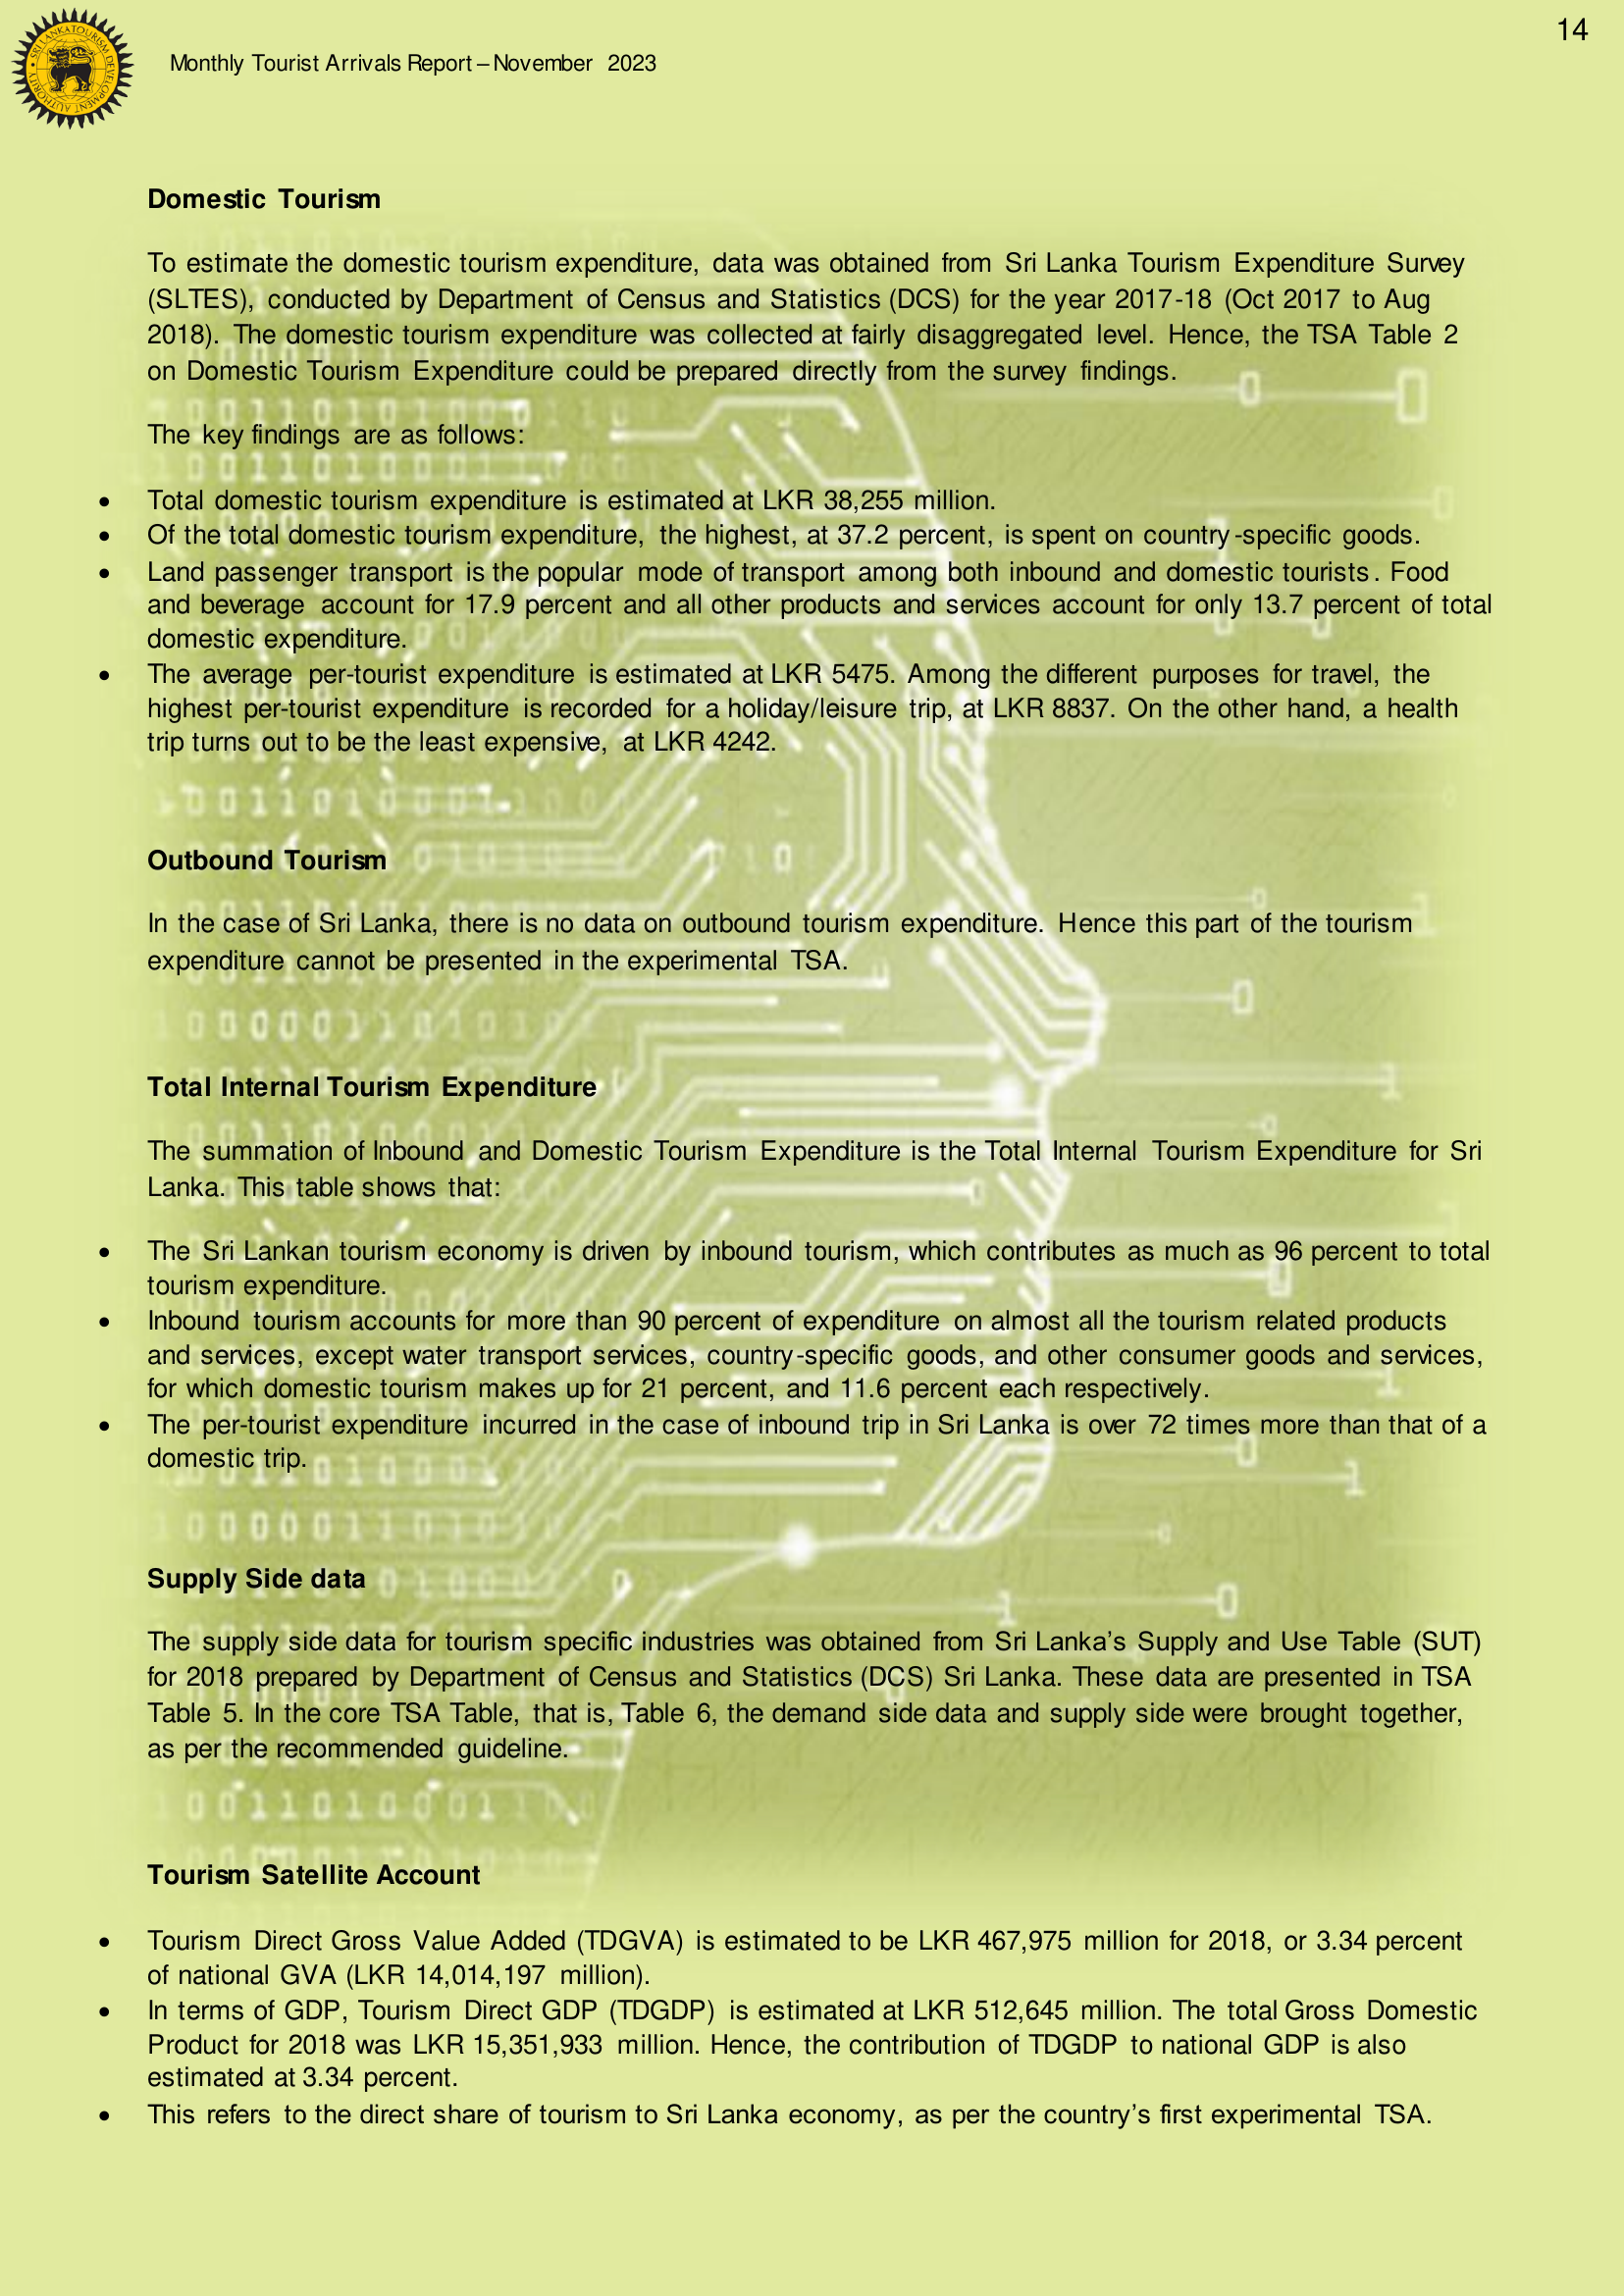 14
SRI LANKA TOURISM DEVELOPMENT AUTHORITY
Monthly Tourist Arrivals Report – November 2023
Domestic Tourism
To estimate the domestic tourism expenditure, data was obtained from Sri Lanka Tourism Expenditure Survey
(SLTES), conducted by Department of Census and Statistics (DCS) for the year 2017-18 (Oct 2017 to Aug
2018). The domestic tourism expenditure was collected at fairly disaggregated level. Hence, the TSA Table 2
on Domestic Tourism Expenditure could be prepared directly from the survey findings.
The key findings are as follows:
• Total domestic tourism expenditure is estimated at LKR 38,255 million.
• Of the total domestic tourism expenditure, the highest, at 37.2 percent, is spent on country-specific goods.
• Land passenger transport is the popular mode of transport among both inbound and domestic tourists. Food
and beverage account for 17.9 percent and all other products and services account for only 13.7 percent of total
domestic expenditure.
• The average per-tourist expenditure is estimated at LKR 5475. Among the different purposes for travel, the
highest per-tourist expenditure is recorded for a holiday/leisure trip, at LKR 8837. On the other hand, a health
trip turns out to be the least expensive, at LKR 4242.
Outbound Tourism
In the case of Sri Lanka, there is no data on outbound tourism expenditure. Hence this part of the tourism
expenditure cannot be presented in the experimental TSA.
Total Internal Tourism Expenditure
The summation of Inbound and Domestic Tourism Expenditure is the Total Internal Tourism Expenditure for Sri
Lanka. This table shows that:
• The Sri Lankan tourism economy is driven by inbound tourism, which contributes as much as 96 percent to total
tourism expenditure.
• Inbound tourism accounts for more than 90 percent of expenditure on almost all the tourism related products
and services, except water transport services, country-specific goods, and other consumer goods and services,
for which domestic tourism makes up for 21 percent, and 11.6 percent each respectively.
• The per-tourist expenditure incurred in the case of inbound trip in Sri Lanka is over 72 times more than that of a
domestic trip.
Supply Side data
The supply side data for tourism specific industries was obtained from Sri Lanka’s Supply and Use Table (SUT)
for 2018 prepared by Department of Census and Statistics (DCS) Sri Lanka. These data are presented in TSA
Table 5. In the core TSA Table, that is, Table 6, the demand side data and supply side were brought together,
as per the recommended guideline.
Tourism Satellite Account
• Tourism Direct Gross Value Added (TDGVA) is estimated to be LKR 467,975 million for 2018, or 3.34 percent
of national GVA (LKR 14,014,197 million).
• In terms of GDP, Tourism Direct GDP (TDGDP) is estimated at LKR 512,645 million. The total Gross Domestic
Product for 2018 was LKR 15,351,933 million. Hence, the contribution of TDGDP to national GDP is also
estimated at 3.34 percent.
• This refers to the direct share of tourism to Sri Lanka economy, as per the country’s first experimental TSA.